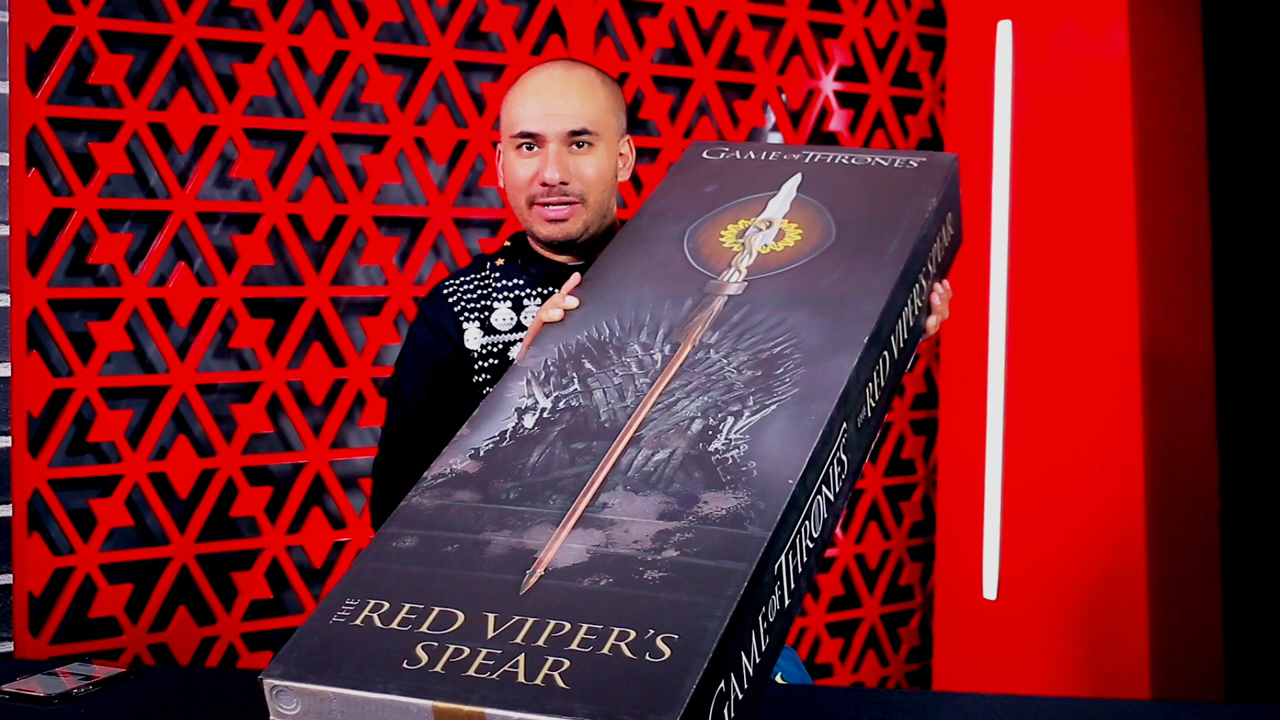 GAME OF THRONES
THE RED VIPER'S
SPEAR
GAME OF THRONES
THE RED VIPER'S SPEAR